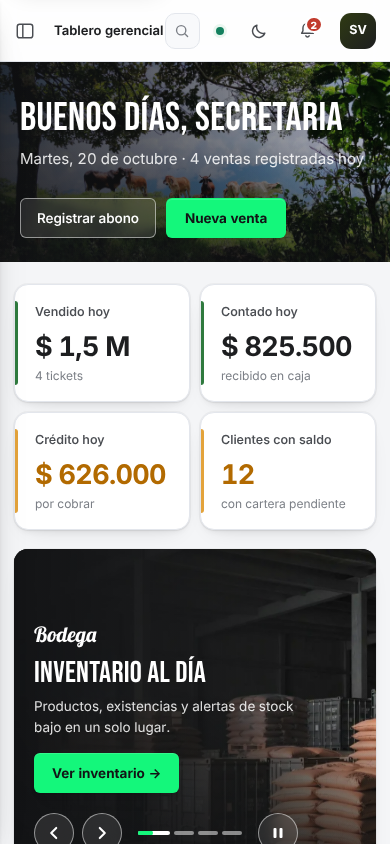 Tablero gerencial
2
SV
BUENOS DÍAS, SECRETARIA
Martes, 20 de octubre · 4 ventas registradas hoy
Registrar abono
Nueva venta
Vendido hoy
$ 1,5 M
4 tickets
Contado hoy
$ 825.500
recibido en caja
Crédito hoy
$ 626.000
por cobrar
Clientes con saldo
12
con cartera pendiente
Bodega
INVENTARIO AL DÍA
Productos, existencias y alertas de stock
bajo en un solo lugar.
Ver inventario →